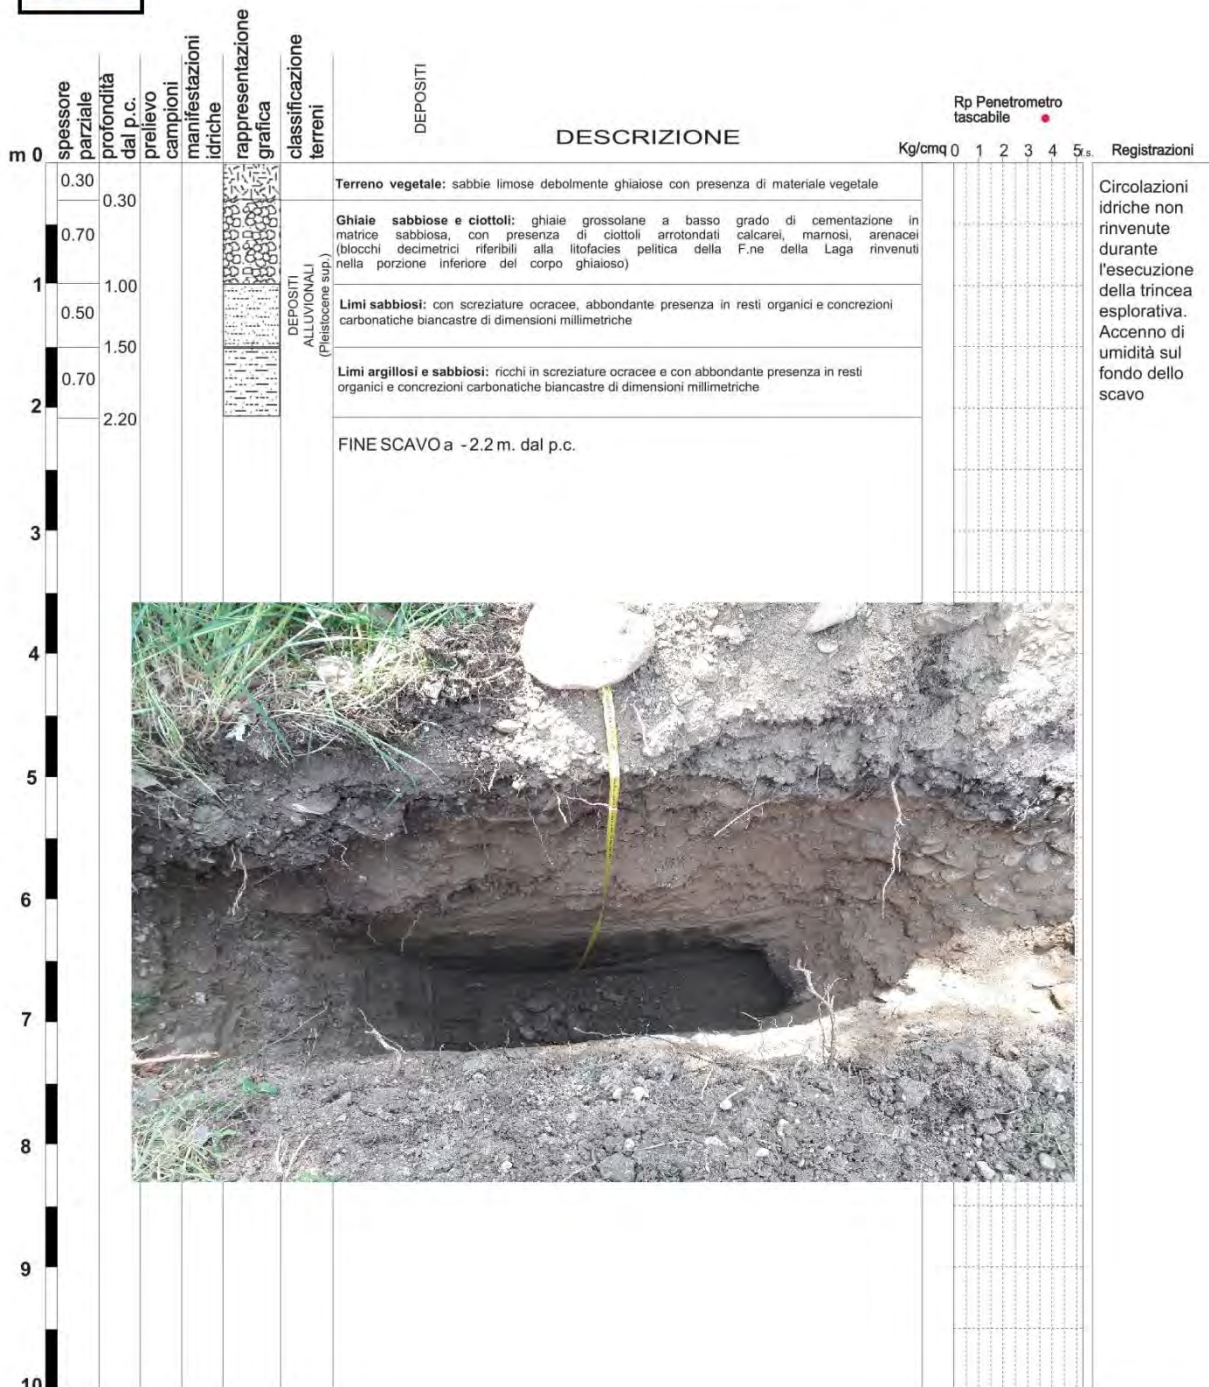 spessore
parziale
profondità
dal p.c.
prelievo
campioni
manifestazioni
idriche
rappresentazione
grafica
classificazione
terreni
DEPOSITI
DESCRIZIONE
Rp Penetrometro
tascabile
m 0
Kg/cmq 0 1 2 3 4 5 f.s.
Registrazioni
0.30
0.30
Terreno vegetale: sabbie limose debolmente ghiaiose con presenza di materiale vegetale
0.70
1.00
Ghiaie sabbiose e ciottoli: ghiaie grossolane a basso grado di cementazione in
matrice sabbiosa, con presenza di ciottoli arrotondati calcarei, marnosi, arenacei
(blocchi decimetrici riferibili alla litofacies pelitica della F.ne della Laga rinvenuti
nella porzione inferiore del corpo ghiaioso)
DEPOSITI
ALLUVIONALI
(Pleistocene sup.)
1
0.50
1.50
Limi sabbiosi: con screziature ocracee, abbondante presenza in resti organici e concrezioni
carbonatiche biancastre di dimensioni millimetriche
0.70
2.20
Limi argillosi e sabbiosi: ricchi in screziature ocracee e con abbondante presenza in resti
organici e concrezioni carbonatiche biancastre di dimensioni millimetriche
2
FINE SCAVO a -2.2 m. dal p.c.
Circolazioni
idriche non
rinvenute
durante
l'esecuzione
della trincea
esplorativa.
Accenno di
umidità sul
fondo dello
scavo
3
4
5
6
7
8
9
10